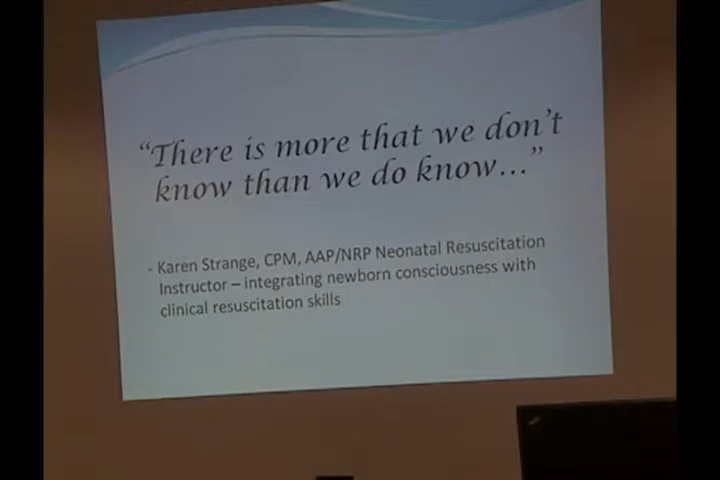 “There is more that we don’t
know than we do know...”
- Karen Strange, CPM, AAP/NRP Neonatal Resuscitation
Instructor – integrating newborn consciousness with
clinical resuscitation skills